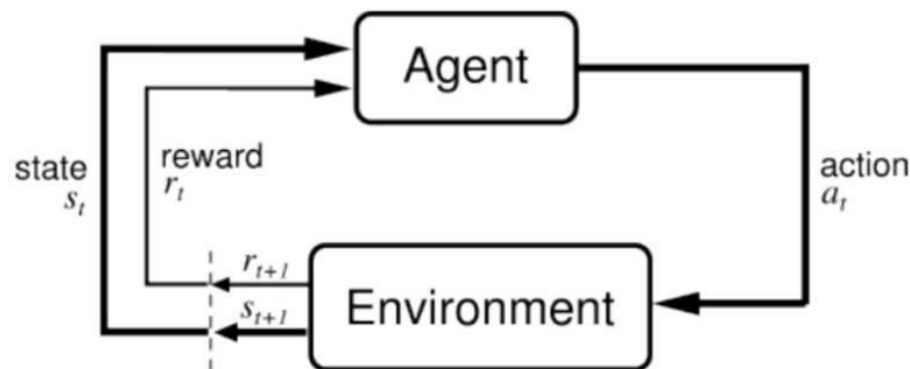 Agent
state
s_t
reward
r_t
action
a_t
r_{t+1}
s_{t+1}
Environment